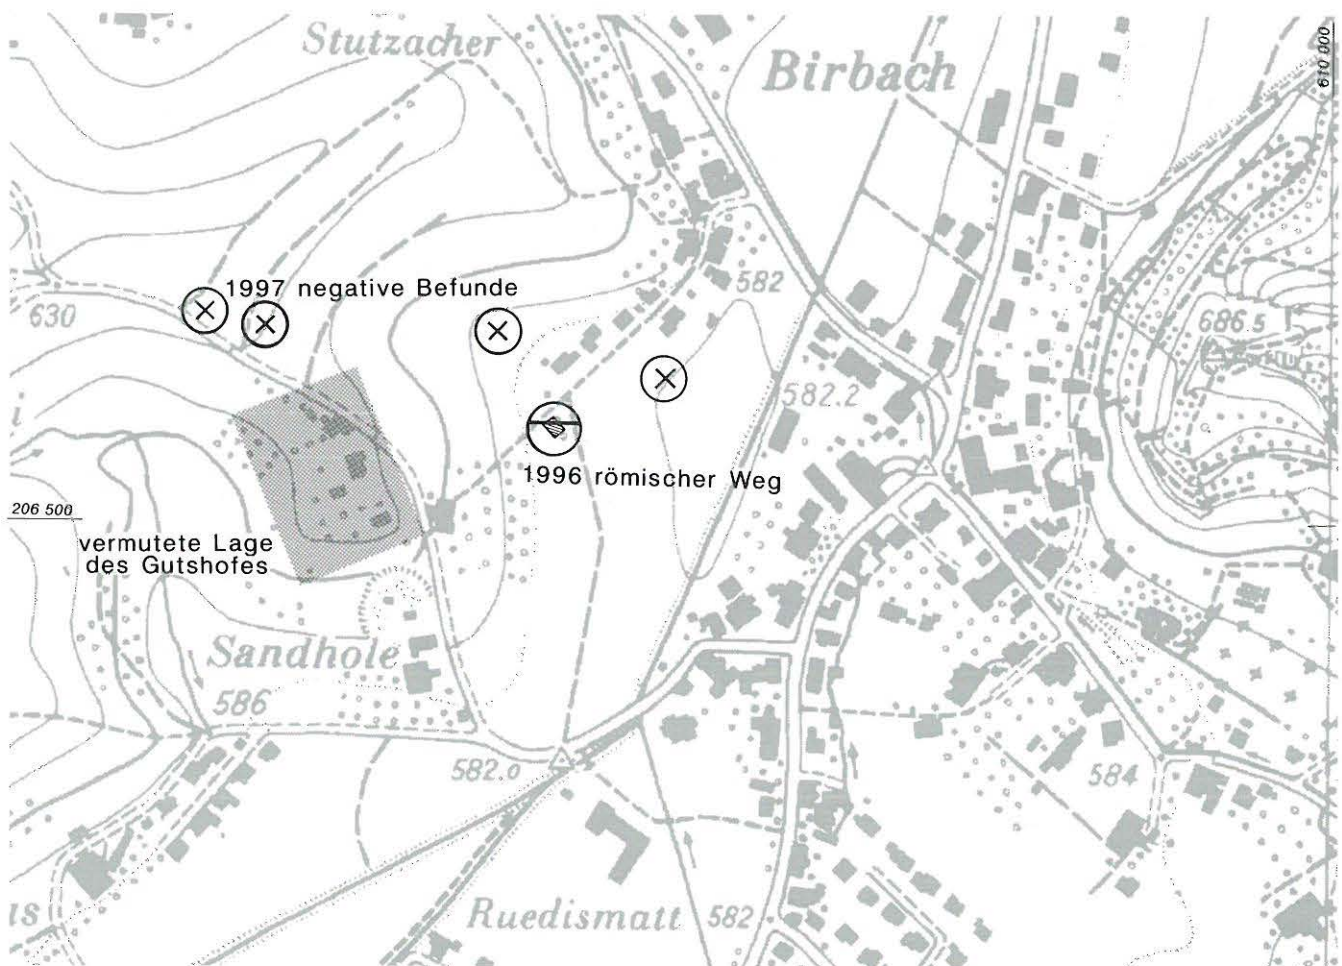 Stutzacher
Birbach
610 000
1997 negative Befunde
582
630
686.5
582.2
1996 römischer Weg
206 500
vermutete Lage
des Gutshofes
Sandhole
586
582.0
584
Ruedismatt 582